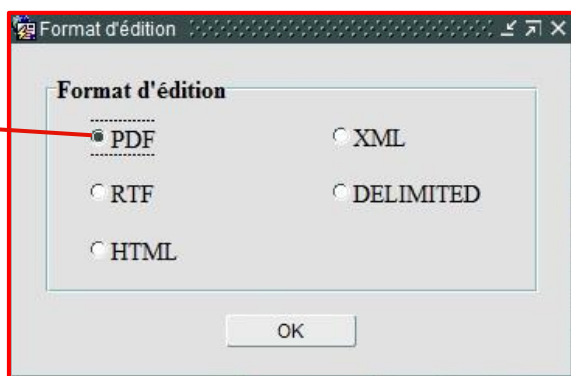 Format d'édition
Format d'édition
PDF
XML
RTF
DELIMITED
HTML
OK